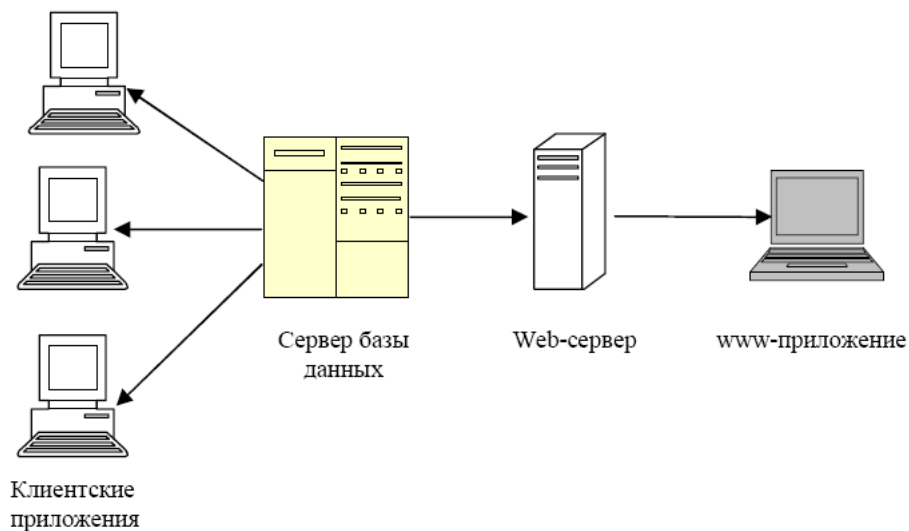 Сервер базы
данных
Web-сервер
www-приложение
Клиентские
приложения